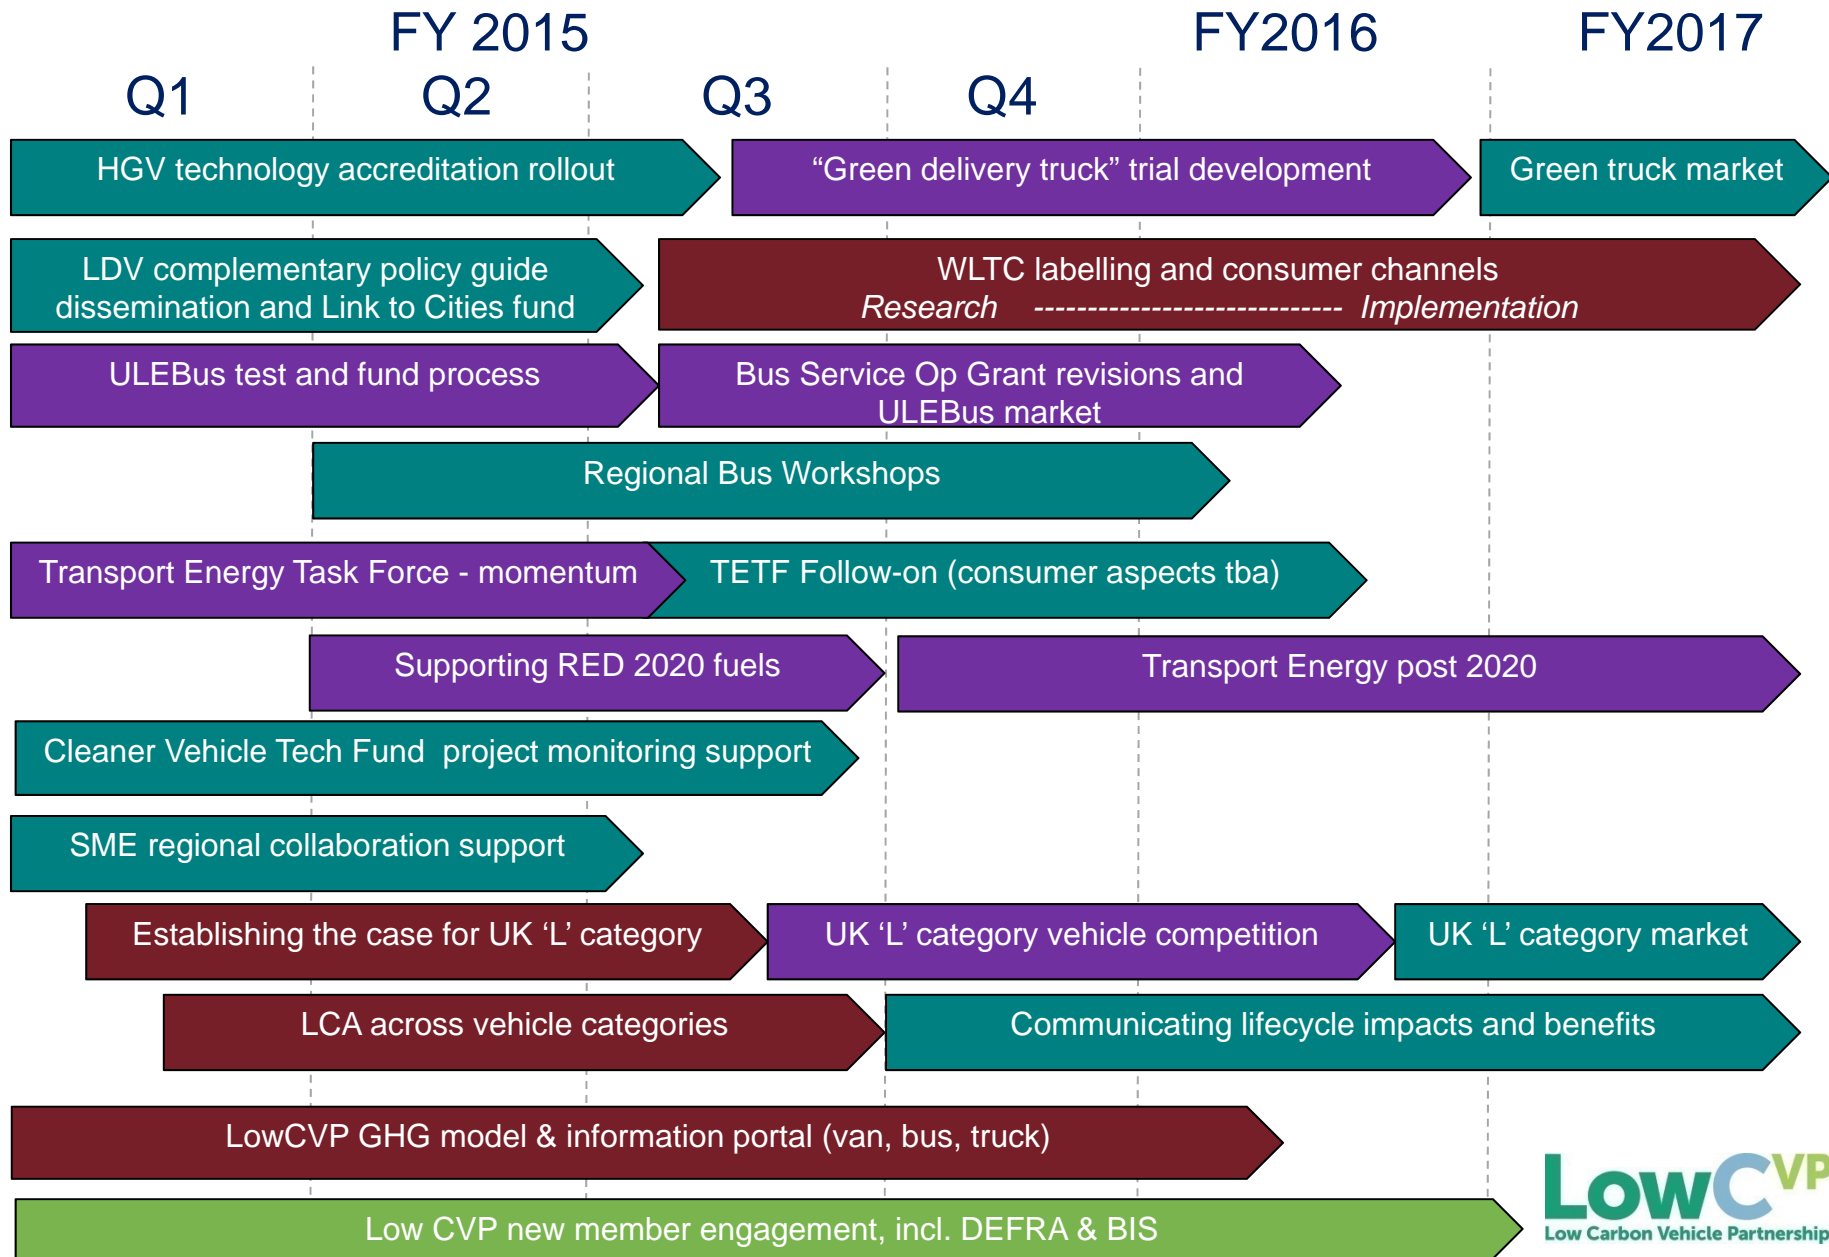 FY 2015
FY2016
FY2017
Q1
Q2
Q3
Q4
HGV technology accreditation rollout
“Green delivery truck” trial development
Green truck market
LDV complementary policy guide
dissemination and Link to Cities fund
WLTC labelling and consumer channels
Research ---------------------------- Implementation
ULEBus test and fund process
Bus Service Op Grant revisions and
ULEBus market
Regional Bus Workshops
Transport Energy Task Force - momentum
TETF Follow-on (consumer aspects tba)
Supporting RED 2020 fuels
Transport Energy post 2020
Cleaner Vehicle Tech Fund project monitoring support
SME regional collaboration support
Establishing the case for UK ‘L’ category
UK ‘L’ category vehicle competition
UK ‘L’ category market
LCA across vehicle categories
Communicating lifecycle impacts and benefits
LowCVP GHG model & information portal (van, bus, truck)
Low CVP new member engagement, incl. DEFRA & BIS
LowCVP
Low Carbon Vehicle Partnership